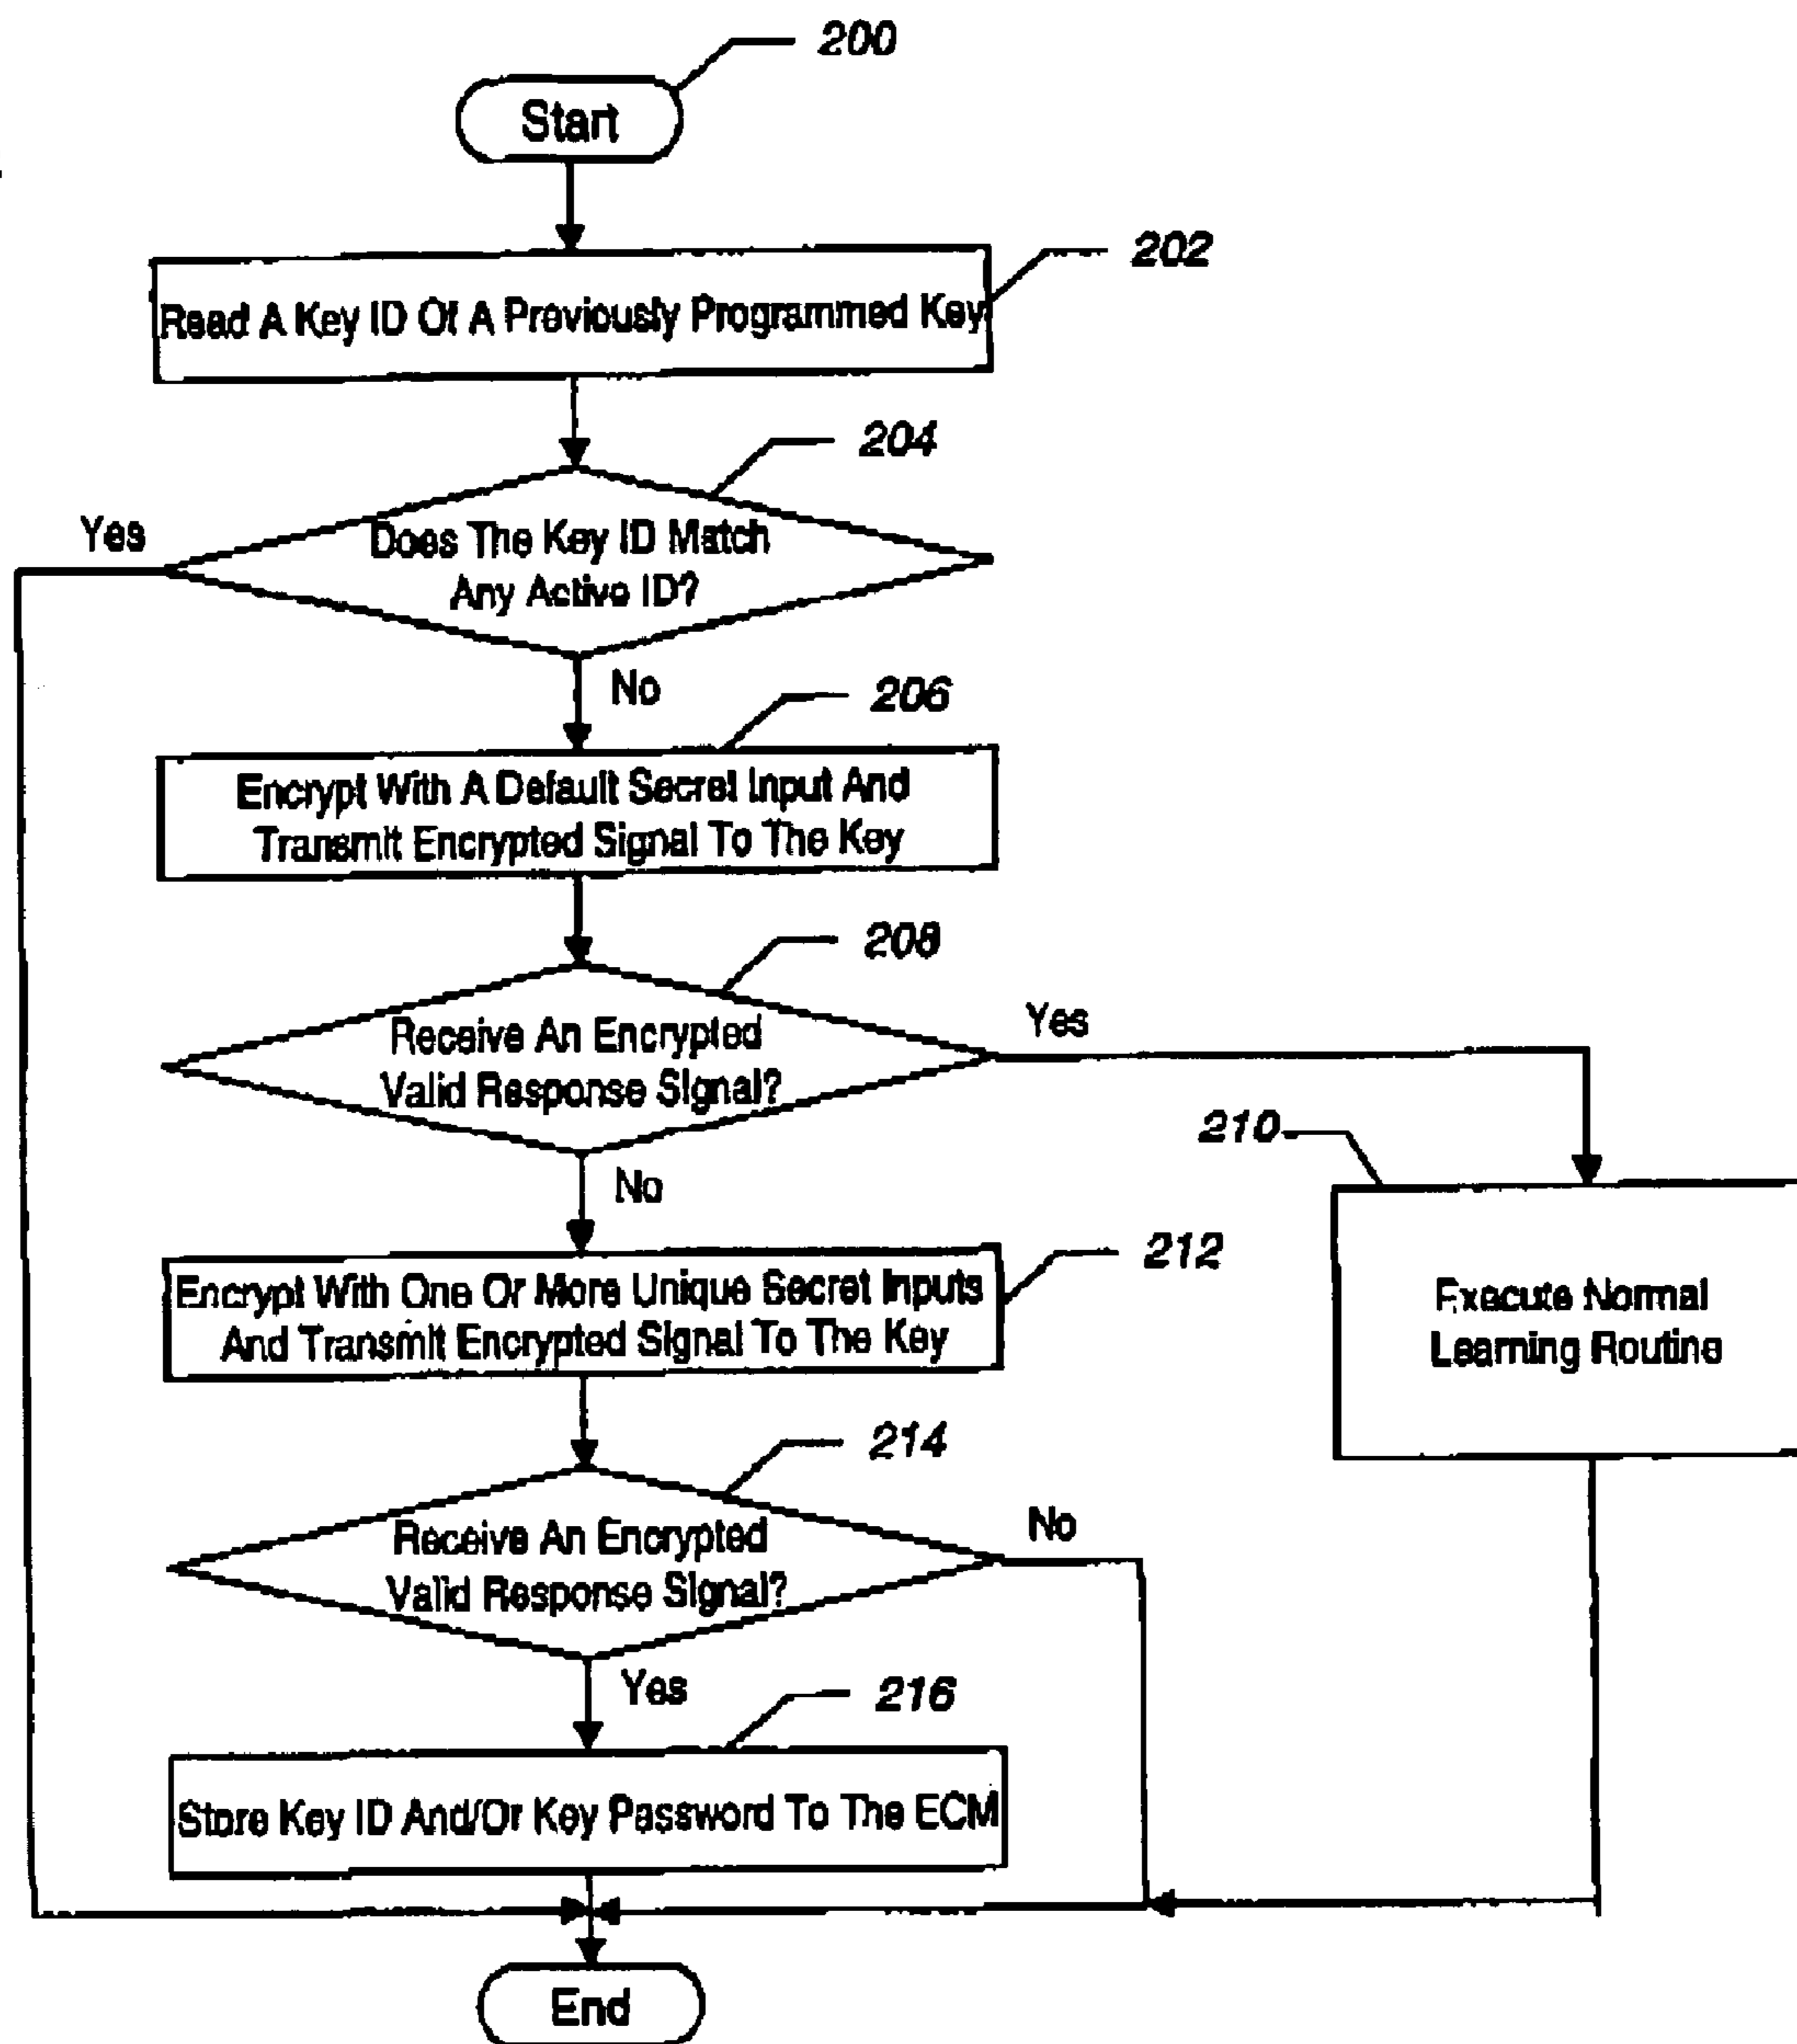 200
Start
202
Read A Key ID Of A Previously Programmed Key
204
Yes
Does The Key ID Match
Any Active ID?
No
206
Encrypt With A Default Secret Input And
Transmit Encrypted Signal To The Key
208
Receive An Encrypted
Valid Response Signal?
Yes
No
210
Execute Normal
Learning Routine
212
Encrypt With One Or More Unique Secret Inputs
And Transmit Encrypted Signal To The Key
214
Receive An Encrypted
Valid Response Signal?
No
Yes
216
Store Key ID And/Or Key Password To The ECM
End